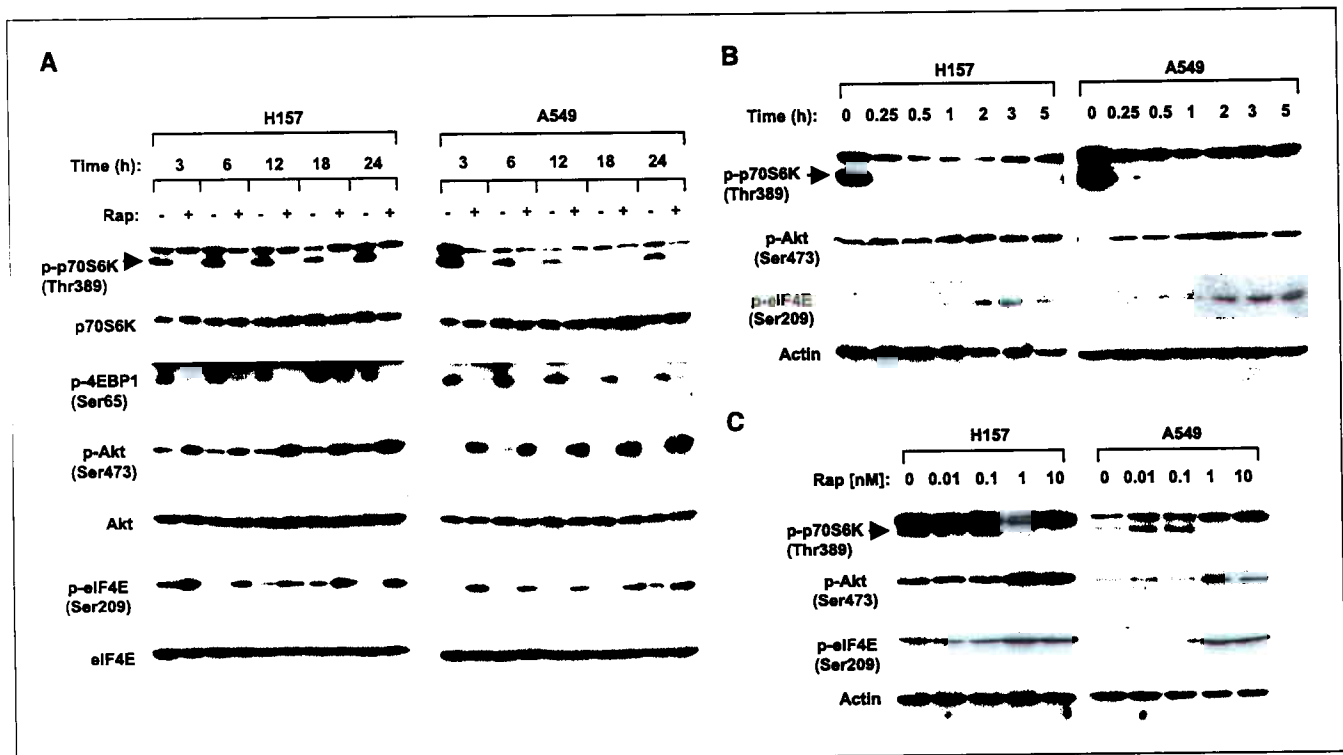 A
H157
A549
Time (h): 3 6 12 18 24 3 6 12 18 24
Rap: - + - + - + - + - + - + - + - + - + - +
p-p70S6K
(Thr389)
p70S6K
p-4EBP1
(Ser65)
p-Akt
(Ser473)
Akt
p-eIF4E
(Ser209)
eIF4E
B
H157
A549
Time (h): 0 0.25 0.5 1 2 3 5 0 0.25 0.5 1 2 3 5
p-p70S6K
(Thr389)
p-Akt
(Ser473)
p-eIF4E
(Ser209)
Actin
C
H157
A549
Rap [nM]: 0 0.01 0.1 1 10 0 0.01 0.1 1 10
p-p70S6K
(Thr389)
p-Akt
(Ser473)
p-eIF4E
(Ser209)
Actin